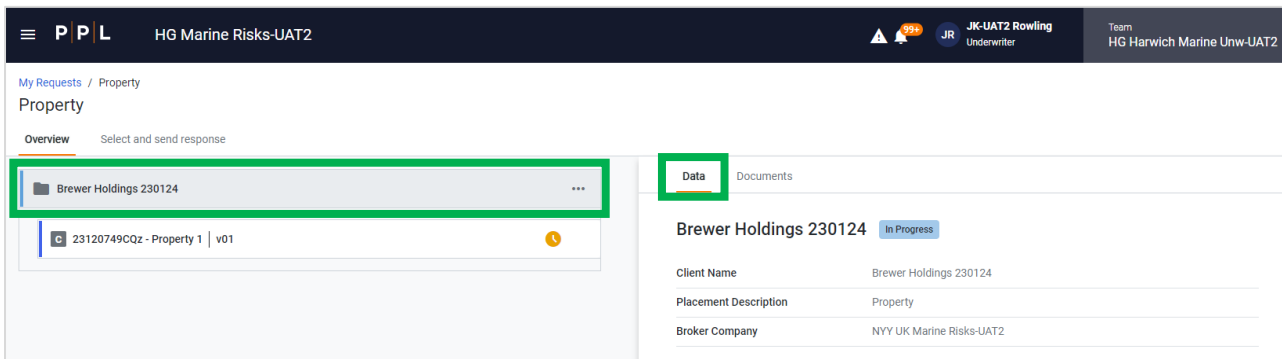 PPL HG Marine Risks-UAT2 99+ JR JK-UAT2 Rowling Team
Underwriter HG Harwich Marine Unw-UAT2
My Requests / Property
Property
Overview Select and send response
Brewer Holdings 230124 ...
C 23120749CQz - Property 1 | v01
Data Documents
Brewer Holdings 230124 In Progress
Client Name Brewer Holdings 230124
Placement Description Property
Broker Company NYY UK Marine Risks-UAT2